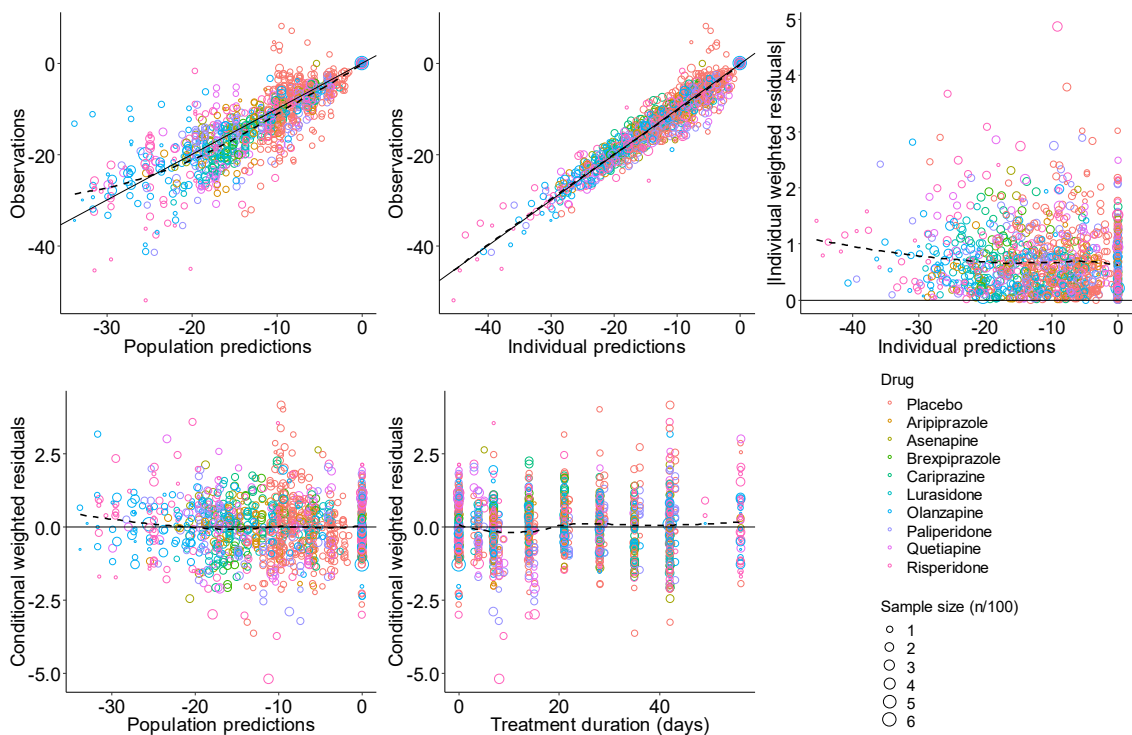 Observations
0
-20
-40
-30
-20
-10
0
Population predictions
Observations
0
-20
-40
-40
-30
-20
-10
0
Individual predictions
|Individual weighted residuals|
5
4
3
2
1
0
-40
-30
-20
-10
0
Individual predictions
Conditional weighted residuals
2.5
0.0
-2.5
-5.0
-30
-20
-10
0
Population predictions
Conditional weighted residuals
2.5
0.0
-2.5
-5.0
0
20
40
Treatment duration (days)
Drug
Placebo
Aripiprazole
Asenapine
Brexpiprazole
Cariprazine
Lurasidone
Olanzapine
Paliperidone
Quetiapine
Risperidone
Sample size (n/100)
1
2
3
4
5
6